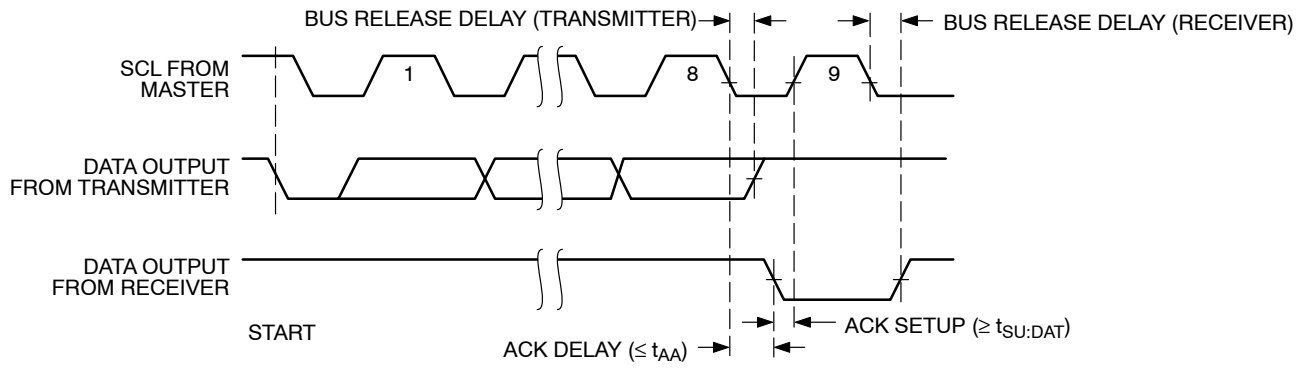 BUS RELEASE DELAY (TRANSMITTER)
BUS RELEASE DELAY (RECEIVER)
SCL FROM
MASTER
1
8
9
DATA OUTPUT
FROM TRANSMITTER
DATA OUTPUT
FROM RECEIVER
START
ACK SETUP (≥ tSU:DAT)
ACK DELAY (≤ tAA)